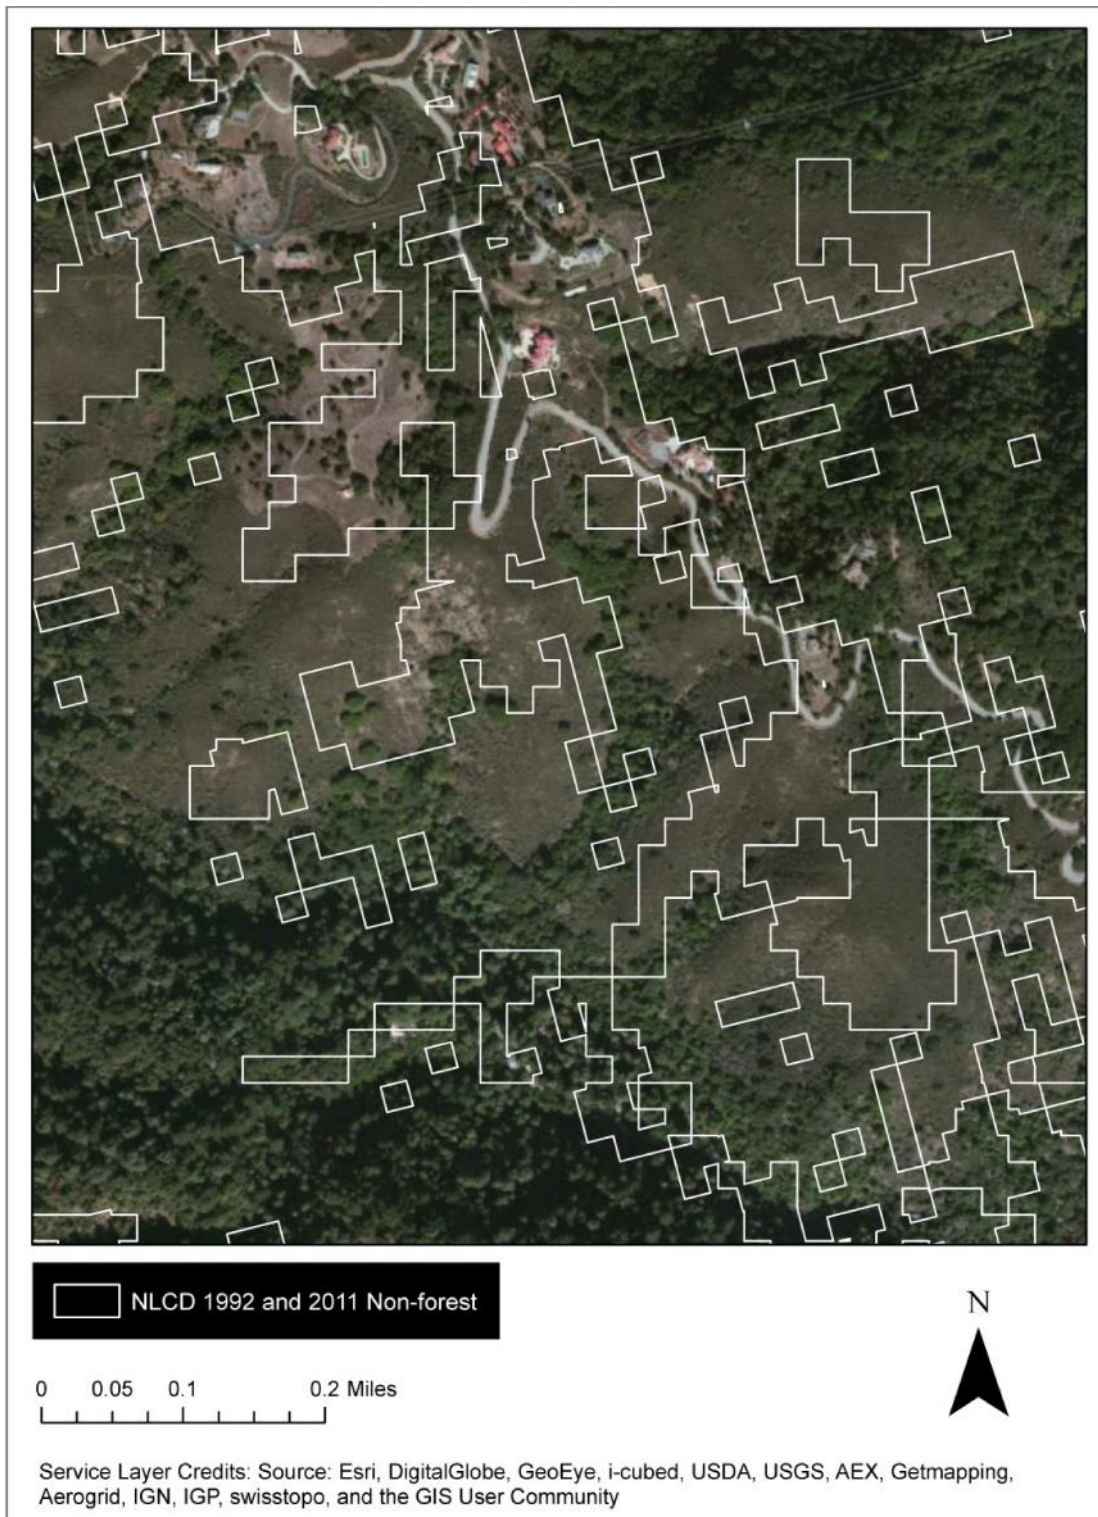 NLCD 1992 and 2011 Non-forest
N
0 0.05 0.1 0.2 Miles
Service Layer Credits: Source: Esri, DigitalGlobe, GeoEye, i-cubed, USDA, USGS, AEX, Getmapping,
Aerogrid, IGN, IGP, swisstopo, and the GIS User Community